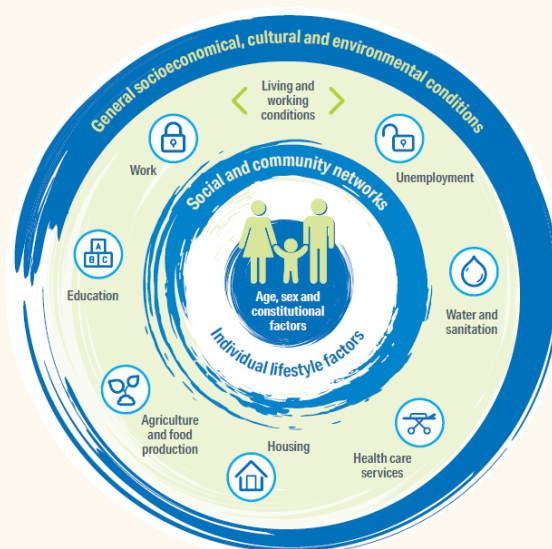 General socioeconomical, cultural and environmental conditions
Living and
working
conditions
Work
Unemployment
Social and community networks
Education
A
B C
Age, sex and
constitutional
factors
Water and
sanitation
Individual lifestyle factors
Agriculture
and food
production
Housing
Health care
services